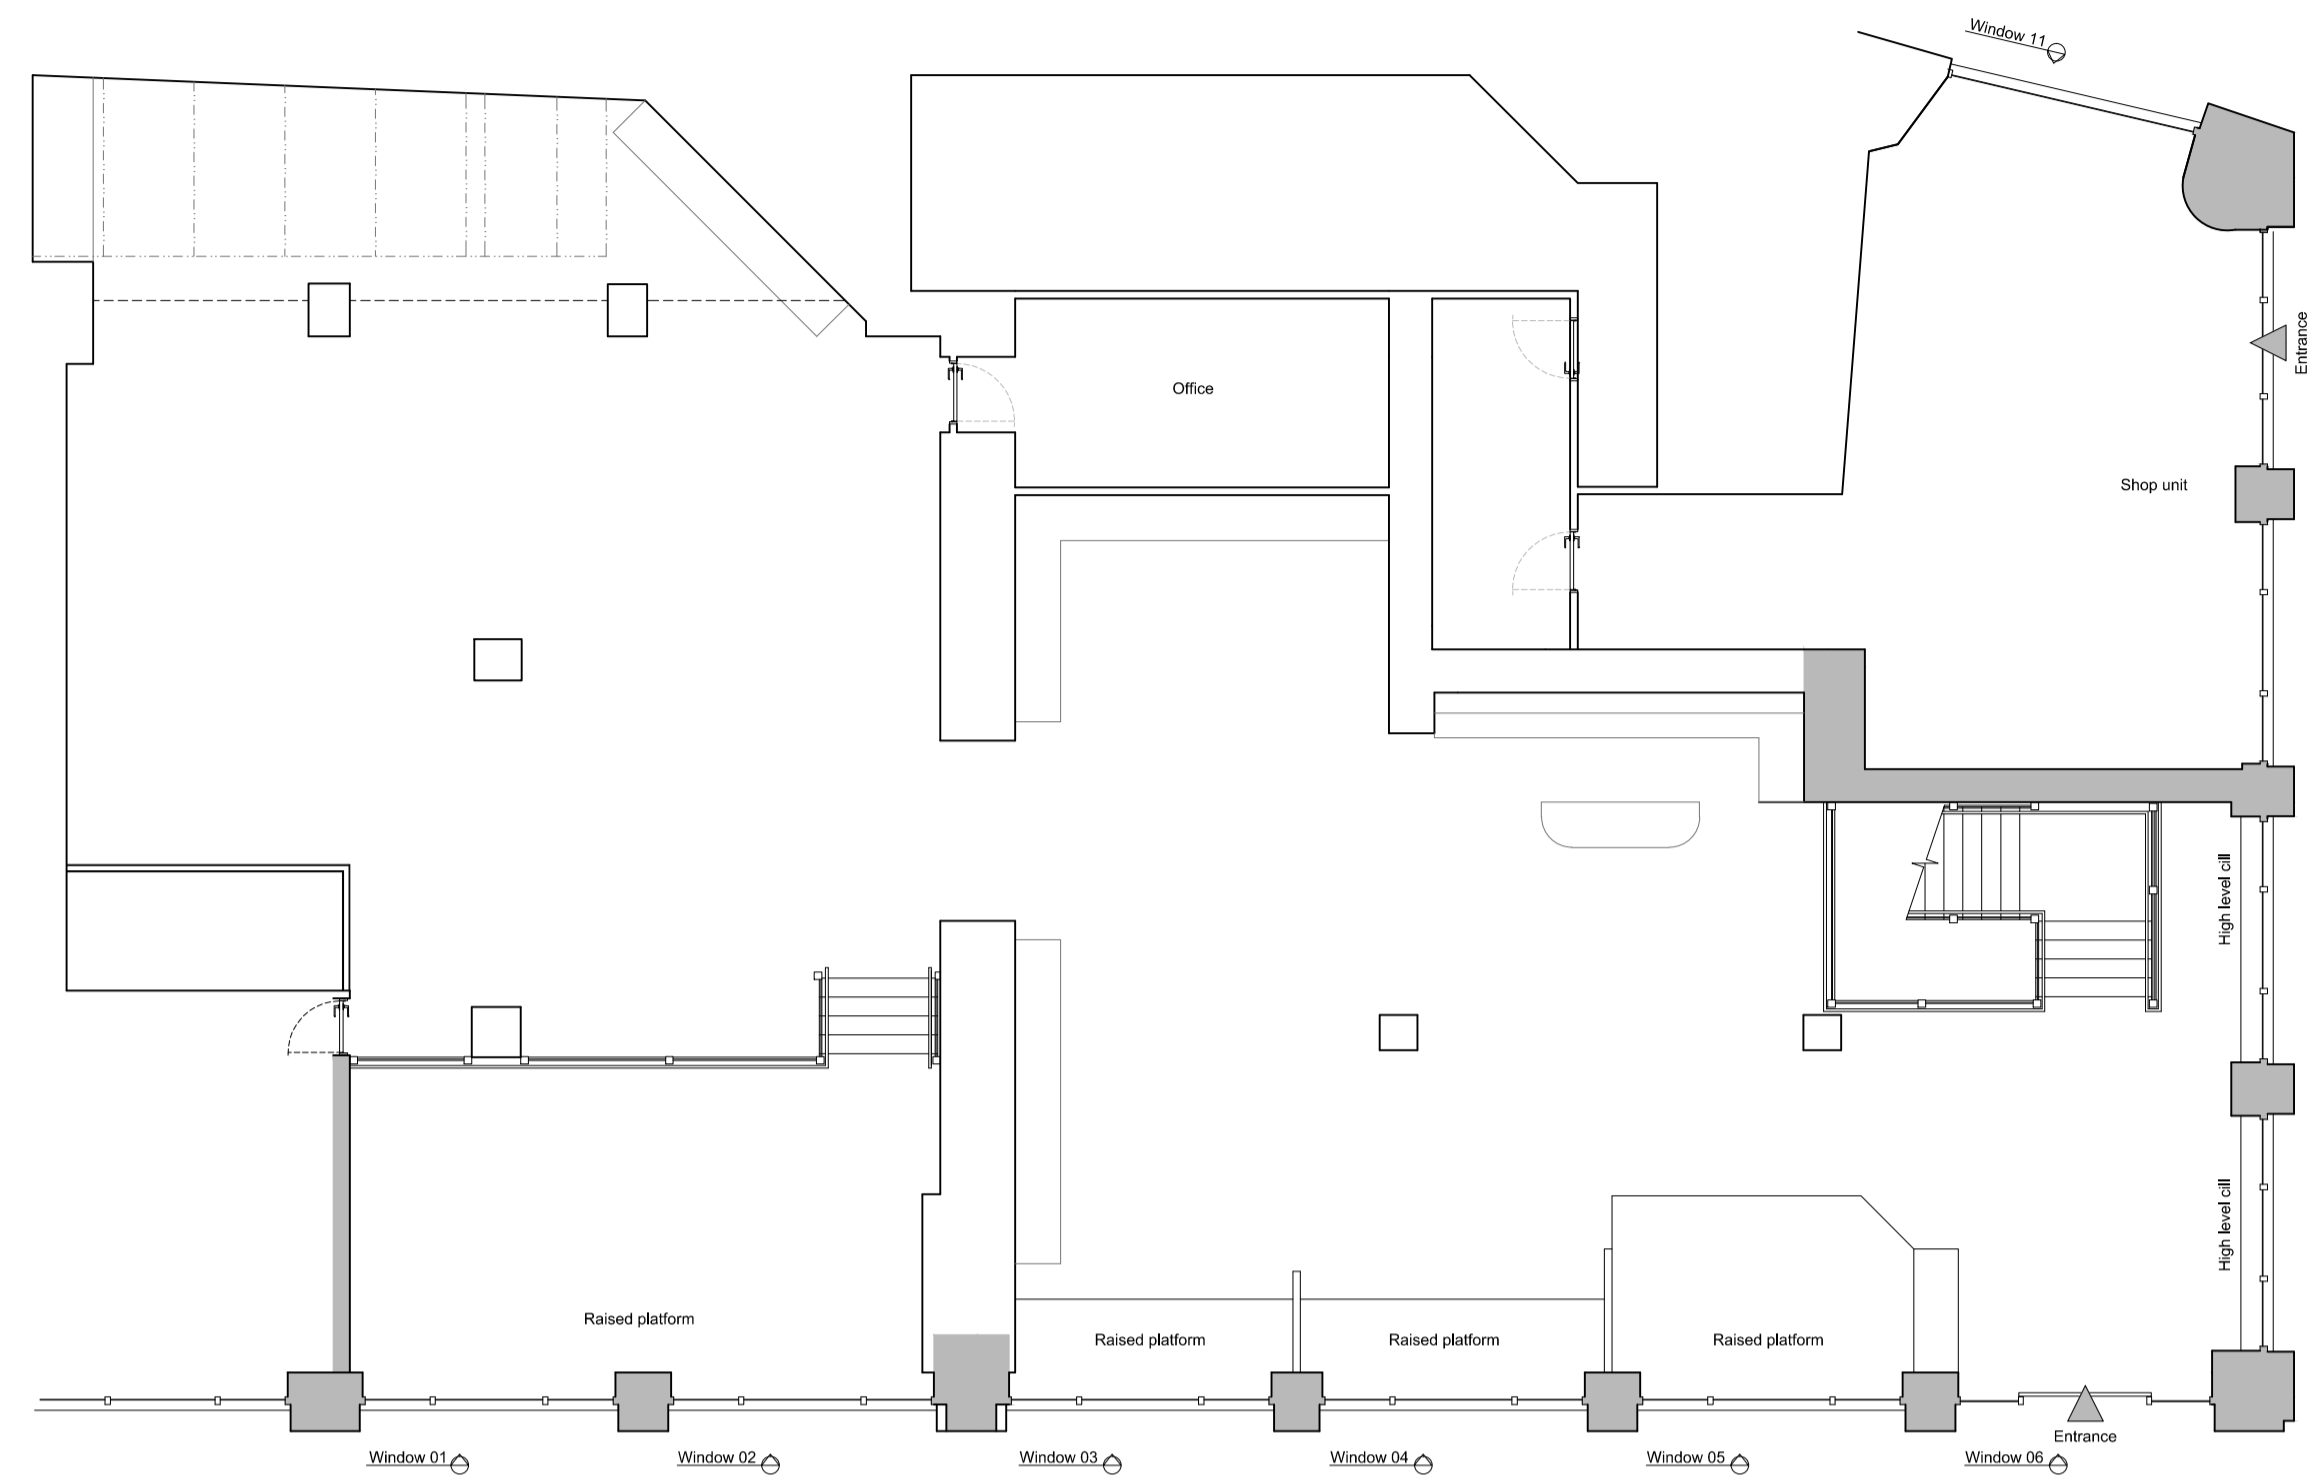 Window 11
Entrance
Office
Shop unit
High level cill
High level cill
Raised platform
Raised platform
Raised platform
Raised platform
Entrance
Window 01
Window 02
Window 03
Window 04
Window 05
Window 06